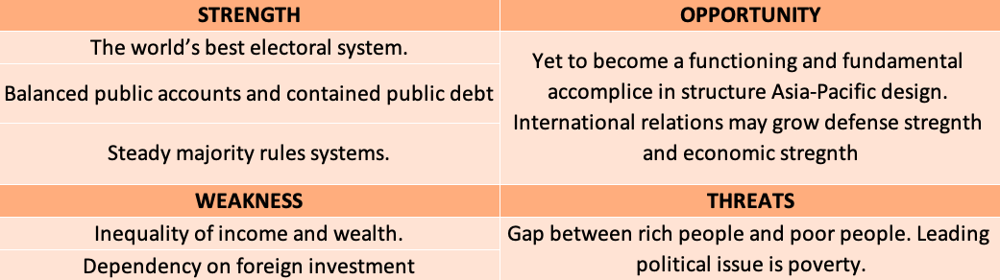 STRENGTH
The world's best electoral system.
Balanced public accounts and contained public debt
Steady majority rules systems.
OPPORTUNITY
Yet to become a functioning and fundamental
accomplice in structure Asia-Pacific design.
International relations may grow defense stregnth
and economic stregnth
WEAKNESS
Inequality of income and wealth.
Dependency on foreign investment
THREATS
Gap between rich people and poor people. Leading
political issue is poverty.